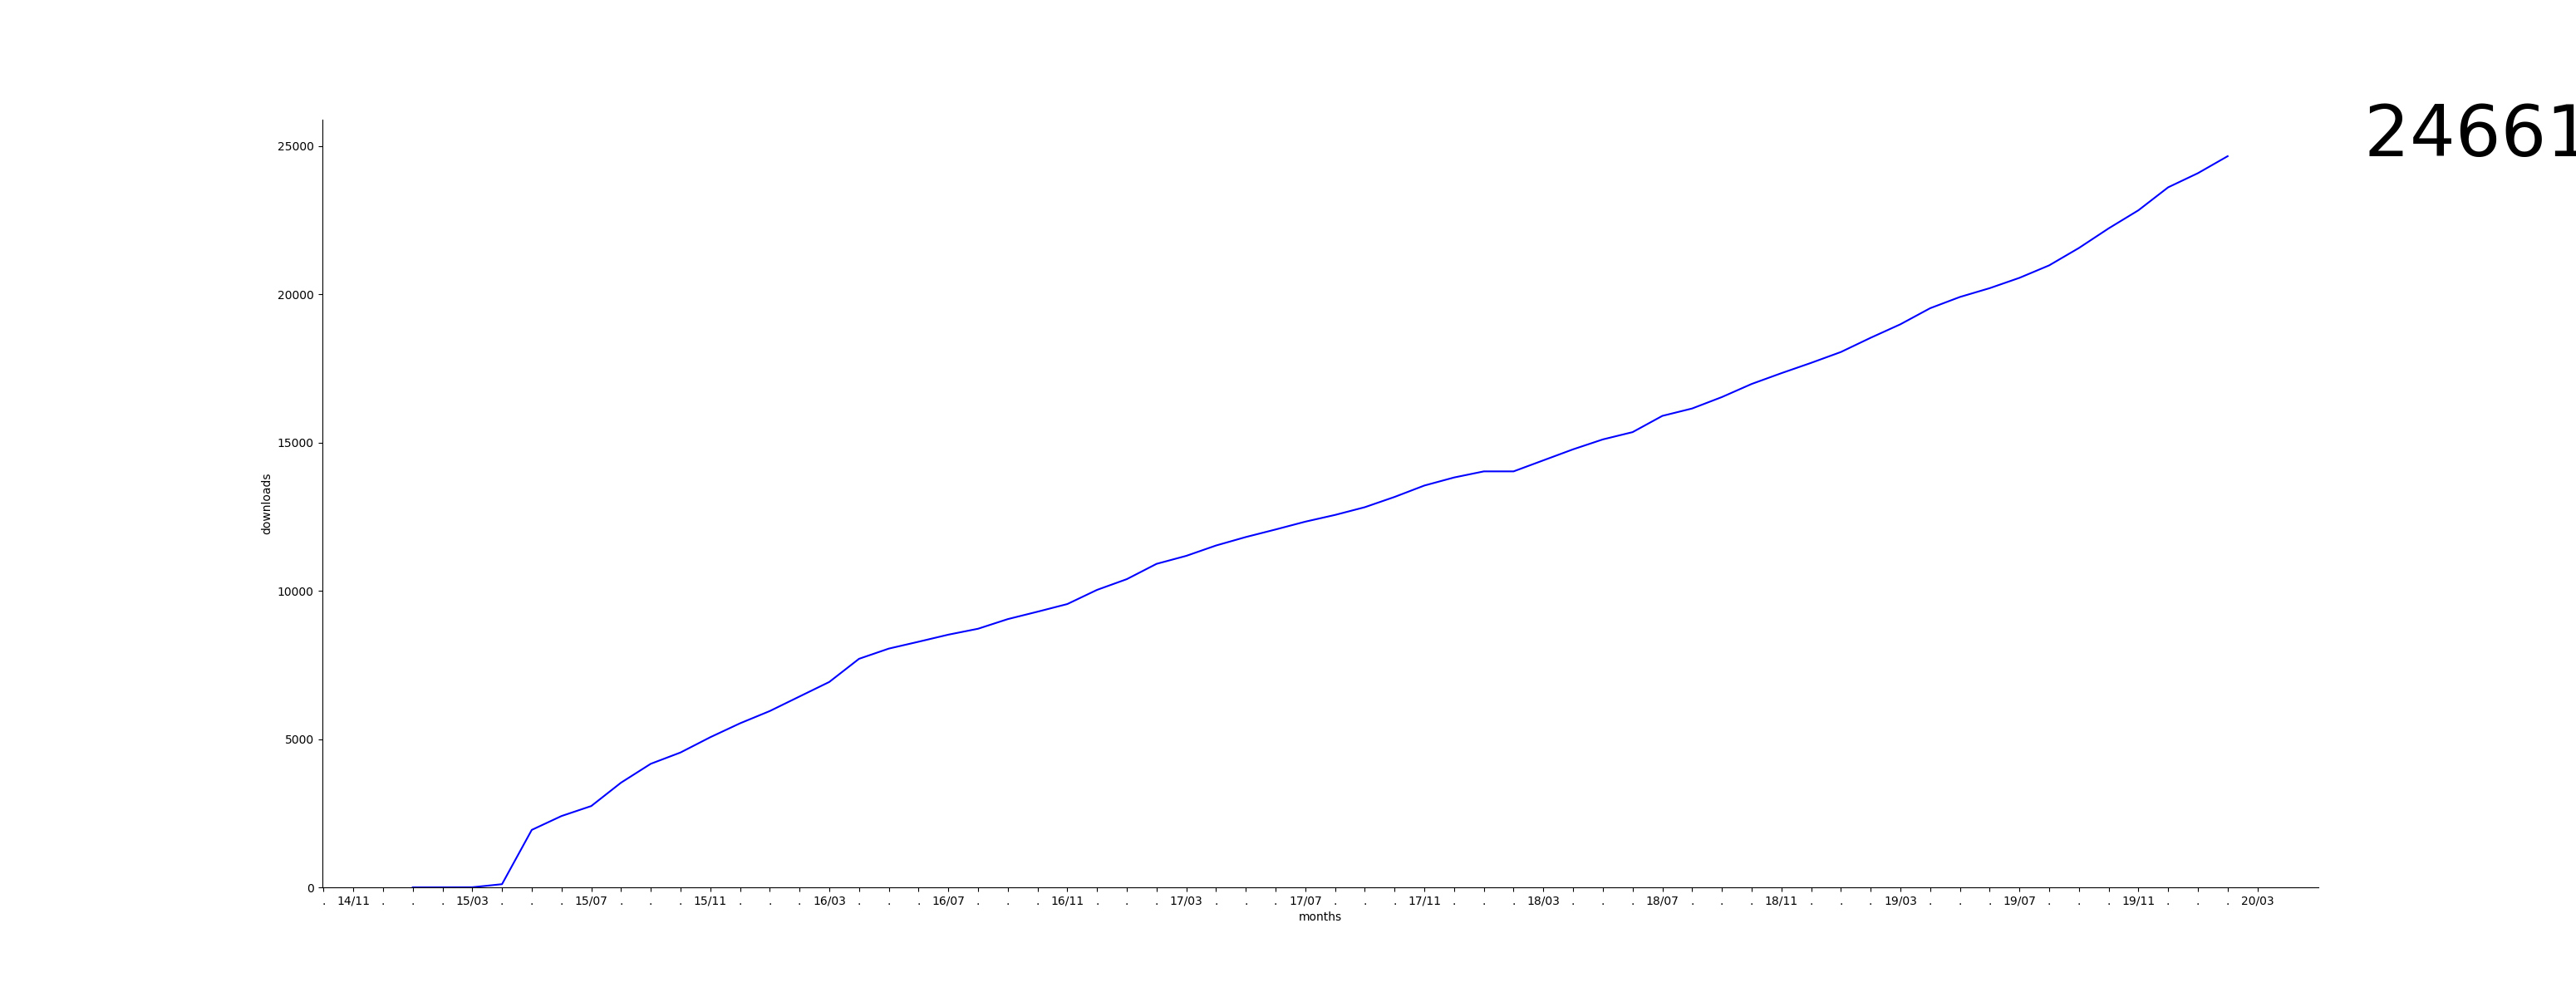 24661
25000
20000
15000
10000
5000
0
downloads
. 14/11 . . . 15/03 . . . 15/07 . . . 15/11 . . . 16/03 . . . 16/07 . . . 16/11 . . . 17/03 . . . 17/07 . . . 17/11 . . . 18/03 . . . 18/07 . . . 18/11 . . . 19/03 . . . 19/07 . . . 19/11 . . . 20/03
months